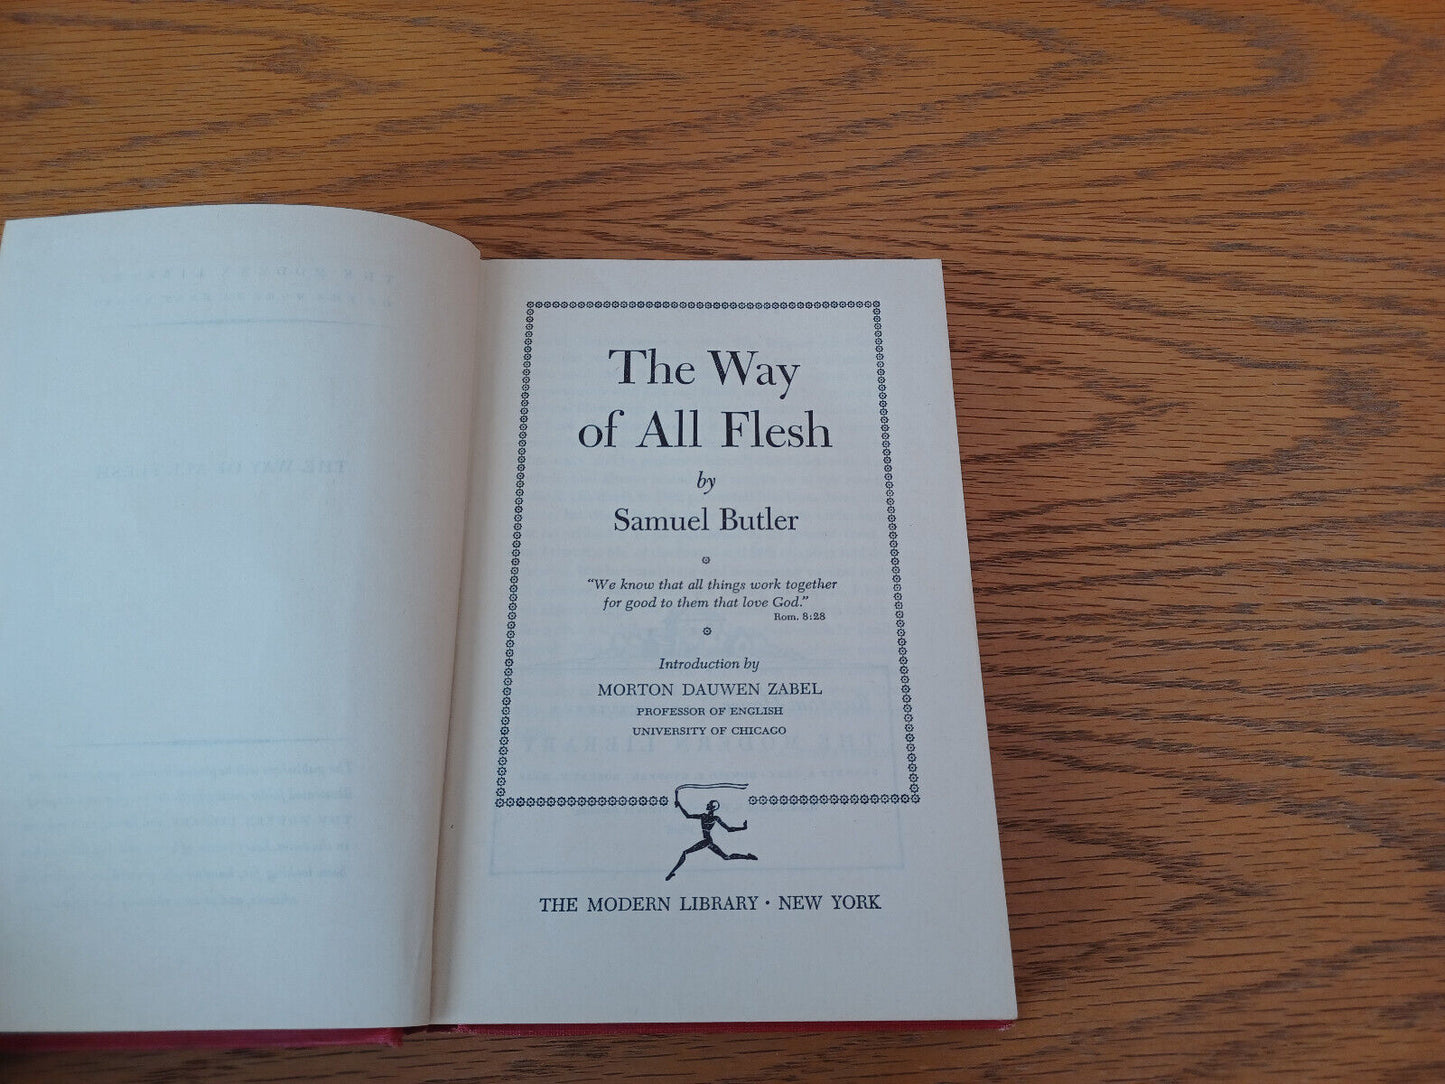 The Way
of All Flesh
by
Samuel Butler
“We know that all things work together
for good to them that love God.”
Rom. 8:28
Introduction by
MORTON DAUWEN ZABEL
PROFESSOR OF ENGLISH
UNIVERSITY OF CHICAGO
THE MODERN LIBRARY · NEW YORK